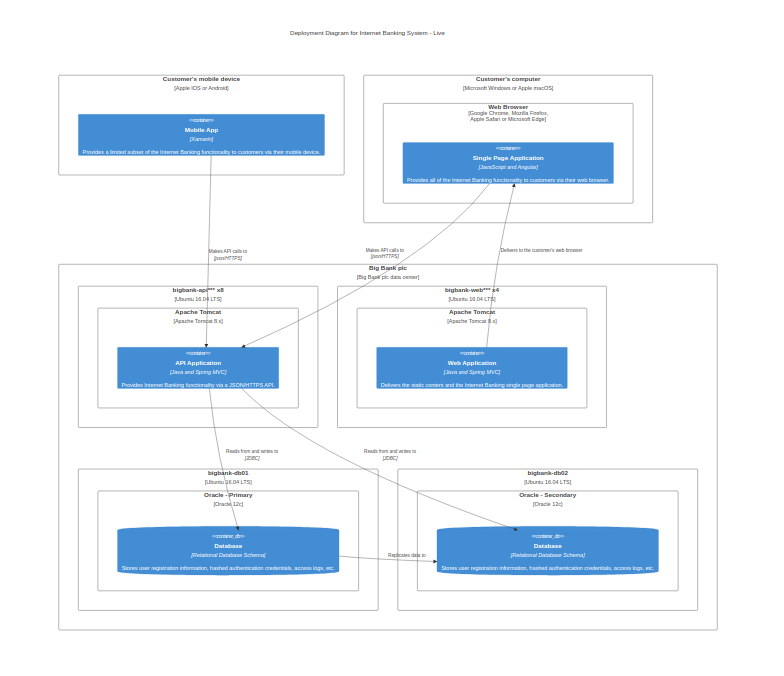 Deployment Diagram for Internet Banking System - Live
Customer's mobile device
[Apple IOS or Android]
<<container>>
Mobile App
[Xamarin]
Provides a limited subset of the Internet Banking functionality to customers via their mobile device.
Customer's computer
[Microsoft Windows or Apple macOS]
Web Browser
[Google Chrome, Mozilla Firefox,
Apple Safari or Microsoft Edge]
<<container>>
Single Page Application
[JavaScript and Angular]
Provides all of the Internet Banking functionality to customers via their web browser.
Makes API calls to
[json/HTTPS]
Makes API calls to
[json/HTTPS]
Delivers to the customer's web browser
Big Bank plc
[Big Bank plc data center]
bigbank-api*** x8
[Ubuntu 16.04 LTS]
Apache Tomcat
[Apache Tomcat 8.x]
<<container>>
API Application
[Java and Spring MVC]
Provides Internet Banking functionality via a JSON/HTTPS API.
bigbank-web*** x4
[Ubuntu 16.04 LTS]
Apache Tomcat
[Apache Tomcat 8.x]
<<container>>
Web Application
[Java and Spring MVC]
Delivers the static content and the Internet Banking single page application.
Reads from and writes to
[JDBC]
Reads from and writes to
[JDBC]
bigbank-db01
[Ubuntu 16.04 LTS]
Oracle - Primary
[Oracle 12c]
<<container_db>>
Database
[Relational Database Schema]
Stores user registration information, hashed authentication credentials, access logs, etc.
Replicates data to
bigbank-db02
[Ubuntu 16.04 LTS]
Oracle - Secondary
[Oracle 12c]
<<container_db>>
Database
[Relational Database Schema]
Stores user registration information, hashed authentication credentials, access logs, etc.